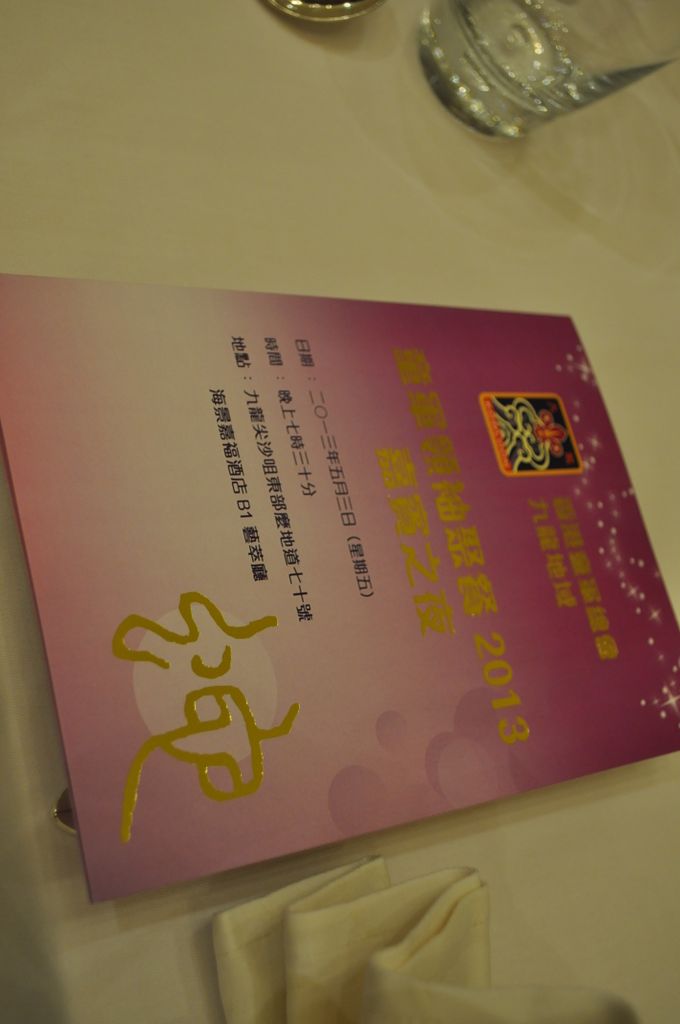 香港童軍總會
九龍地域
童軍領袖聚餐 2013
嘉賓之夜
日期：二〇一三年五月三日（星期五）
時間：晚上七時三十分
地點：九龍尖沙咀東部麼地道七十號
海景嘉福酒店 B1 藝萃廳